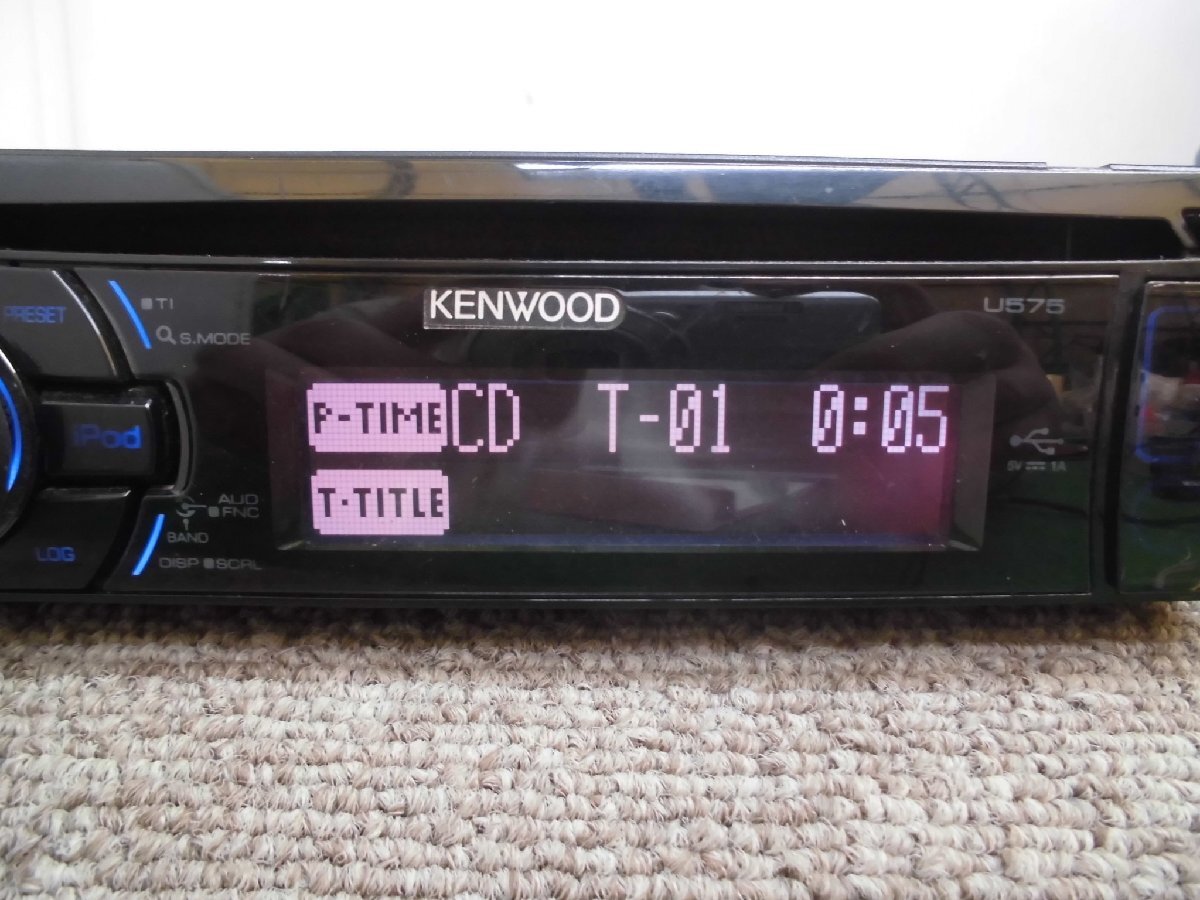 KENWOOD
U575
PRESET
TI
S.MODE
iPod
P-TIME CD T-01 0:05
T-TITLE
5V 1A
AUD
FNC
BAND
LOG
DISP SCRL